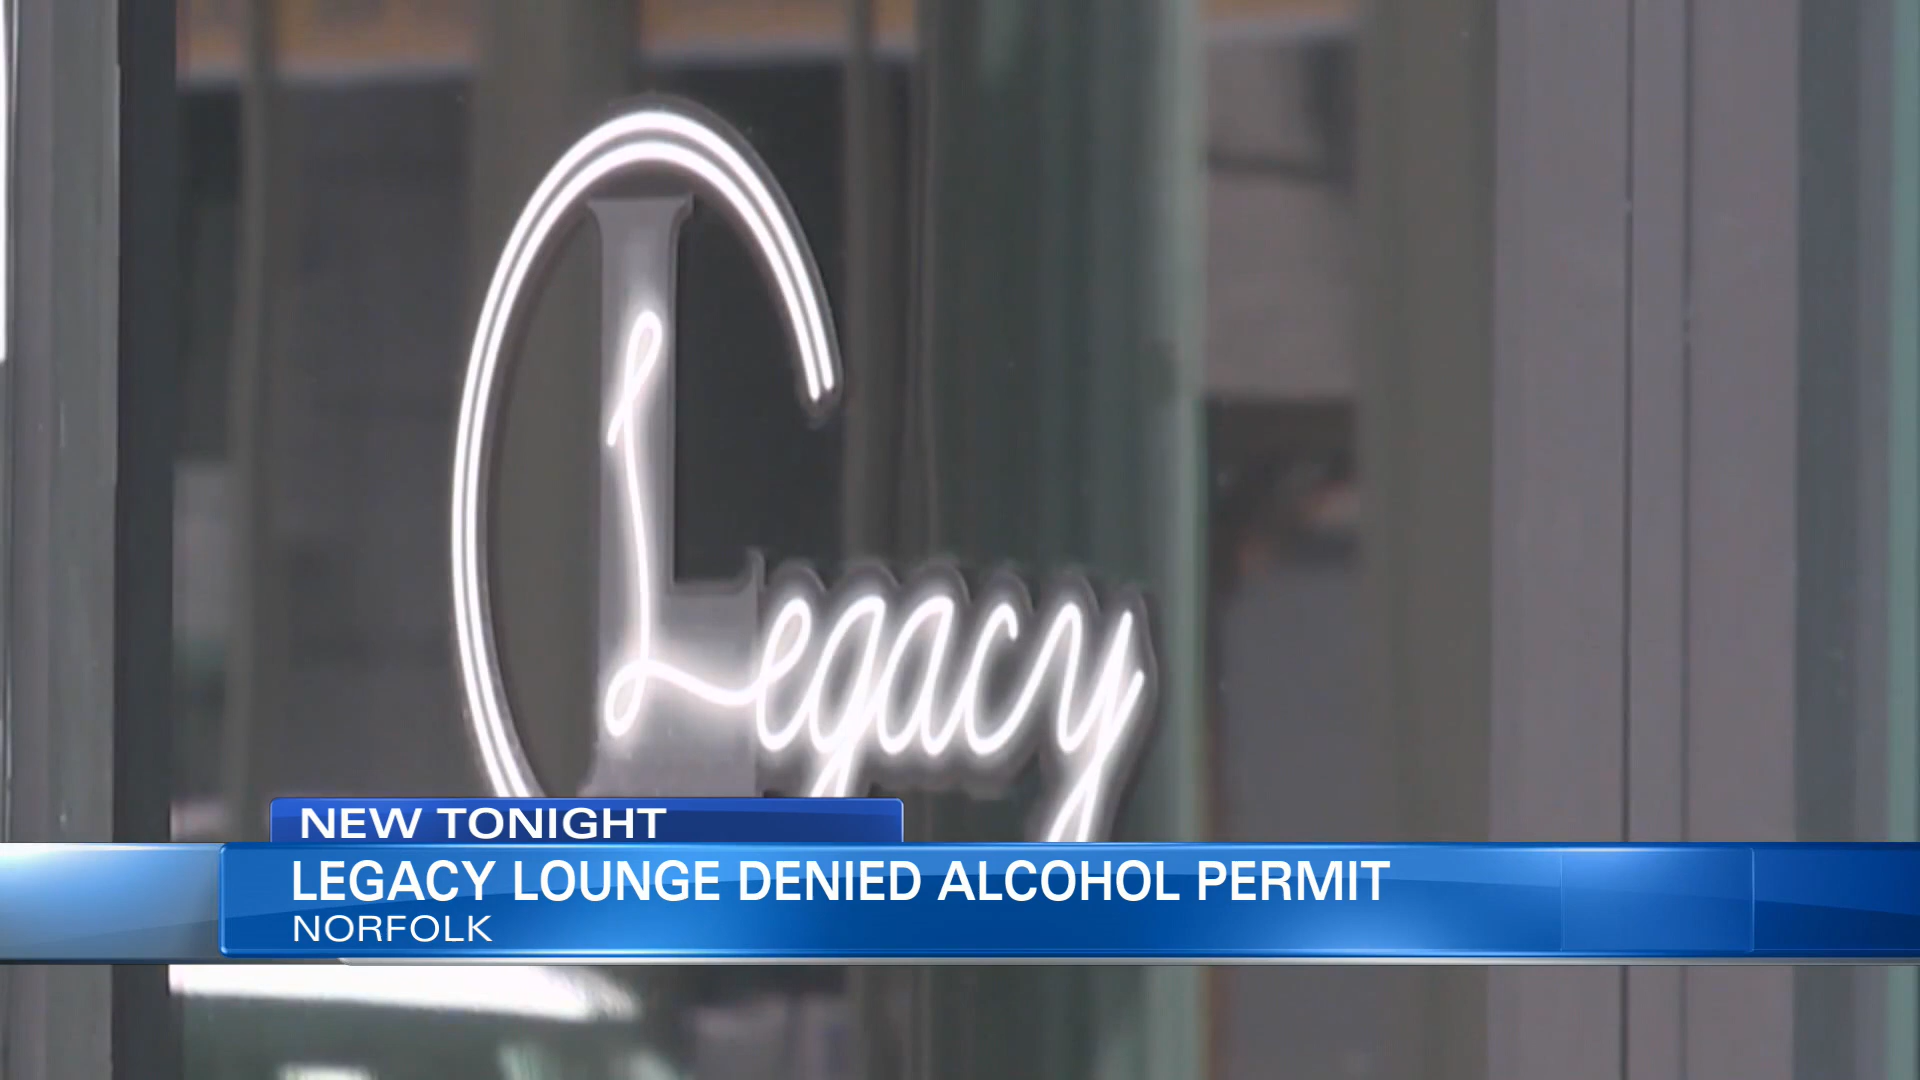 L
Legacy
NEW TONIGHT
LEGACY LOUNGE DENIED ALCOHOL PERMIT
NORFOLK